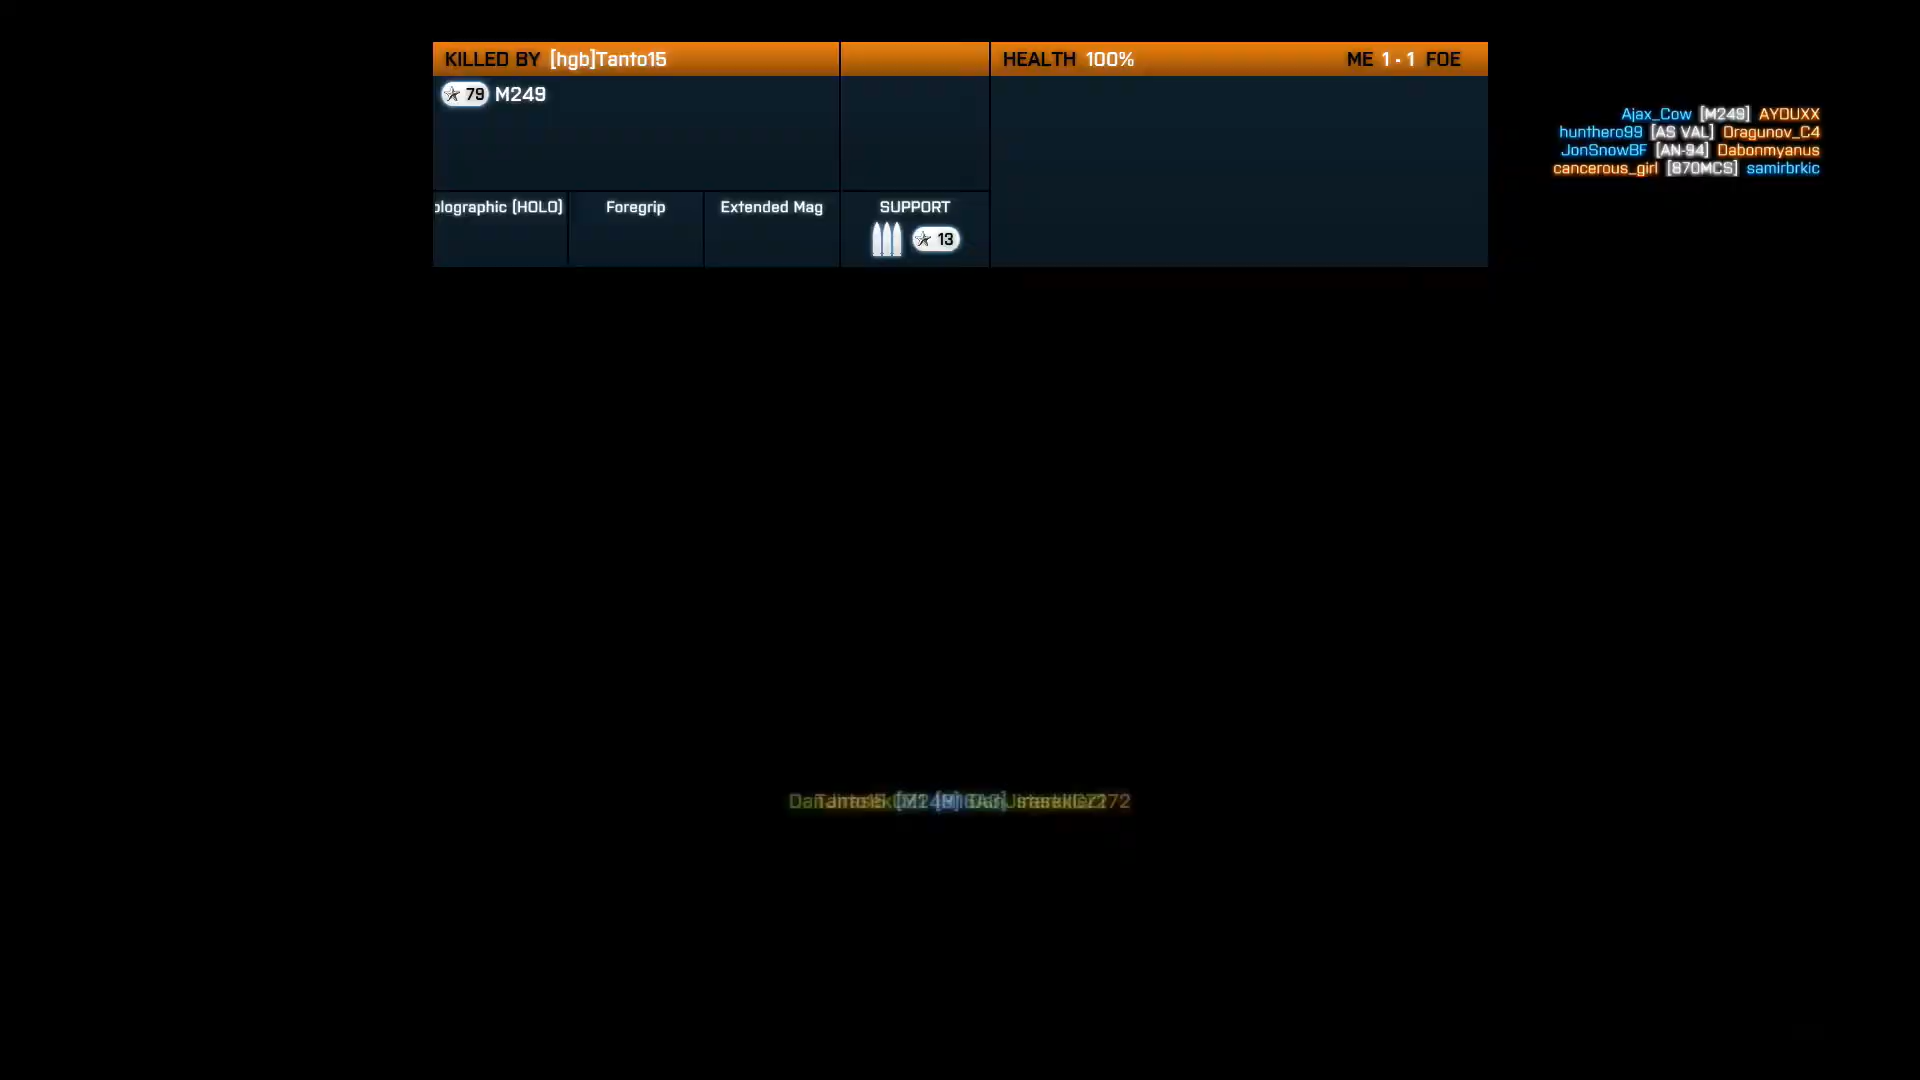 KILLED BY [hgb]Tanto15
HEALTH 100%
ME 1 - 1 FOE
79 M249
olographic (HOLO)
Foregrip
Extended Mag
SUPPORT
13
Ajax_Cow [M249] AYOUXX
hunthero99 [AS VAL] Dragunov_C4
JonSnowBF [AN-94] Dabonmyanus
cancerous_girl [870MCS] samirbrkic